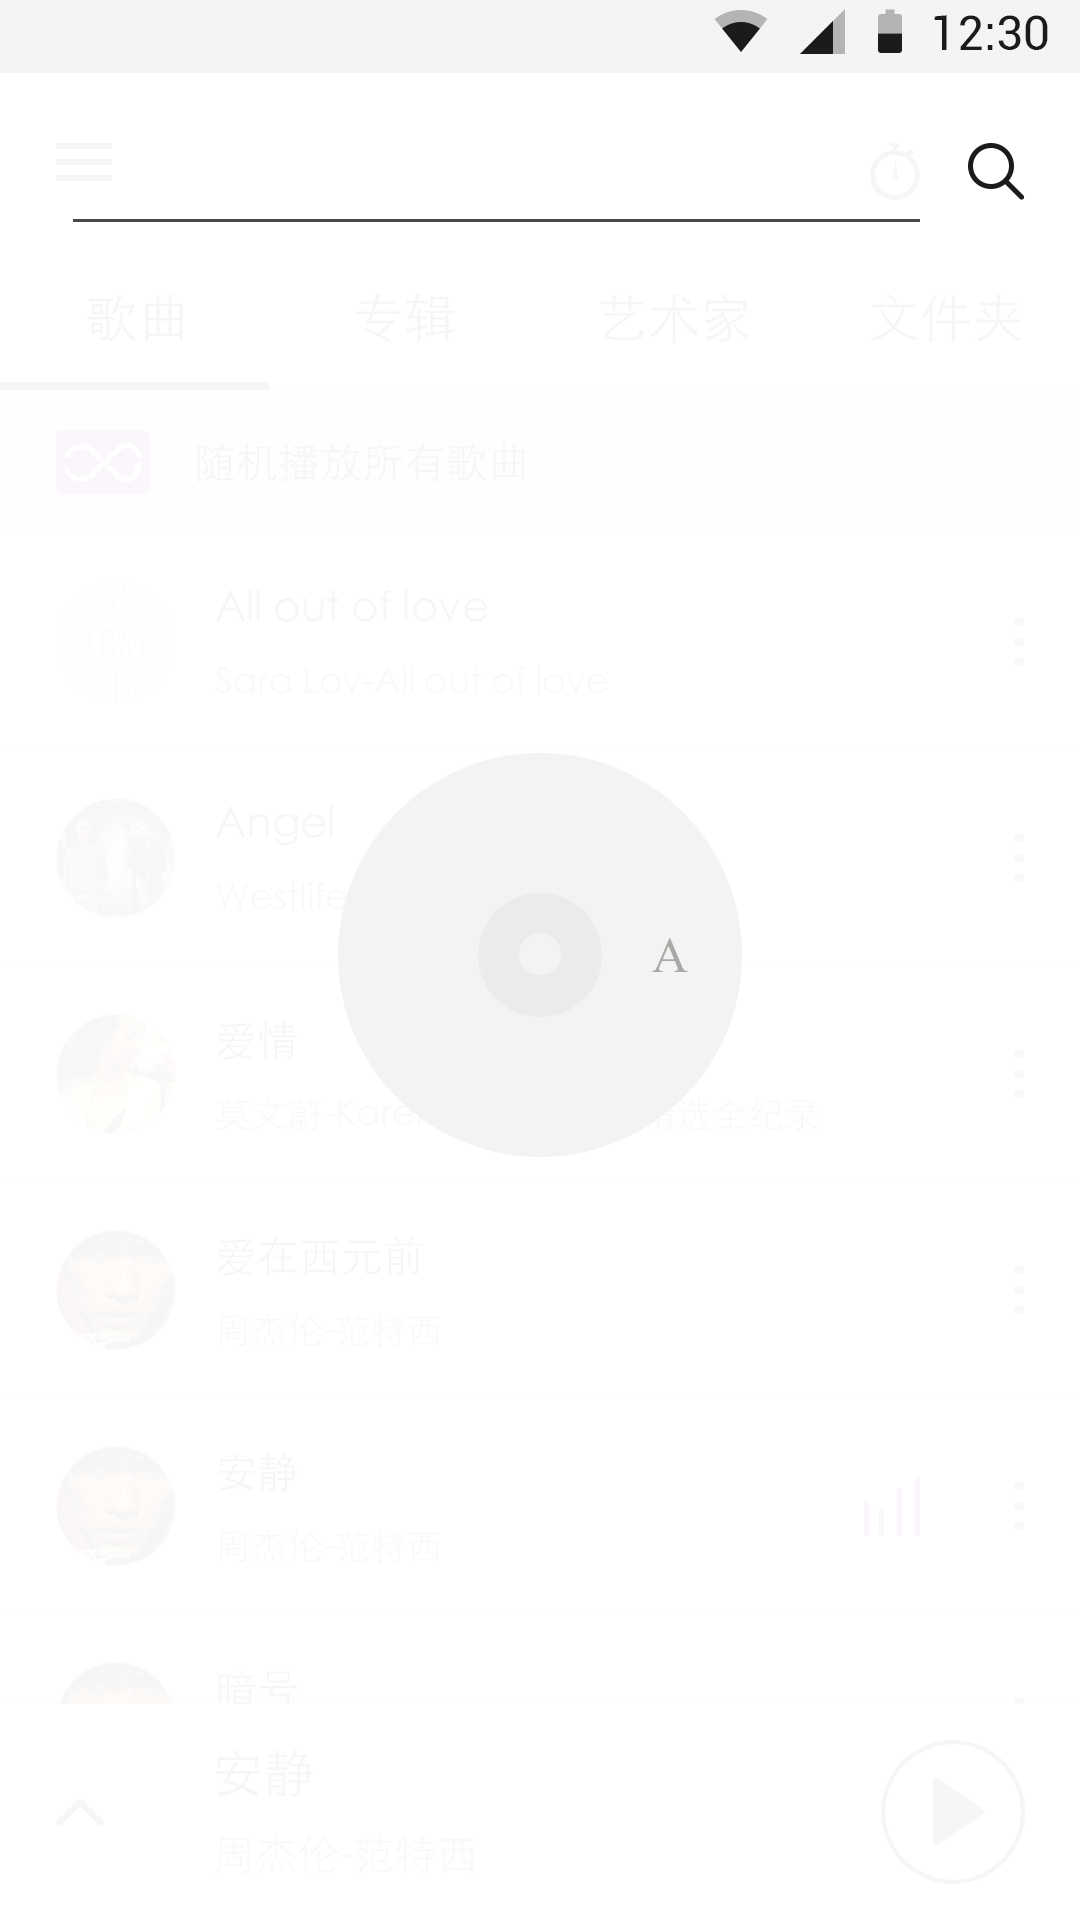 12:30
歌曲 专辑 艺术家 文件夹
随机播放所有歌曲
All out of love
Sara Lov-All out of love
Angel
Westlife
A
爱情
莫文蔚-Kare 精选全纪录
爱在西元前
周杰伦-范特西
安静
周杰伦-范特西
暗号
安静
周杰伦-范特西